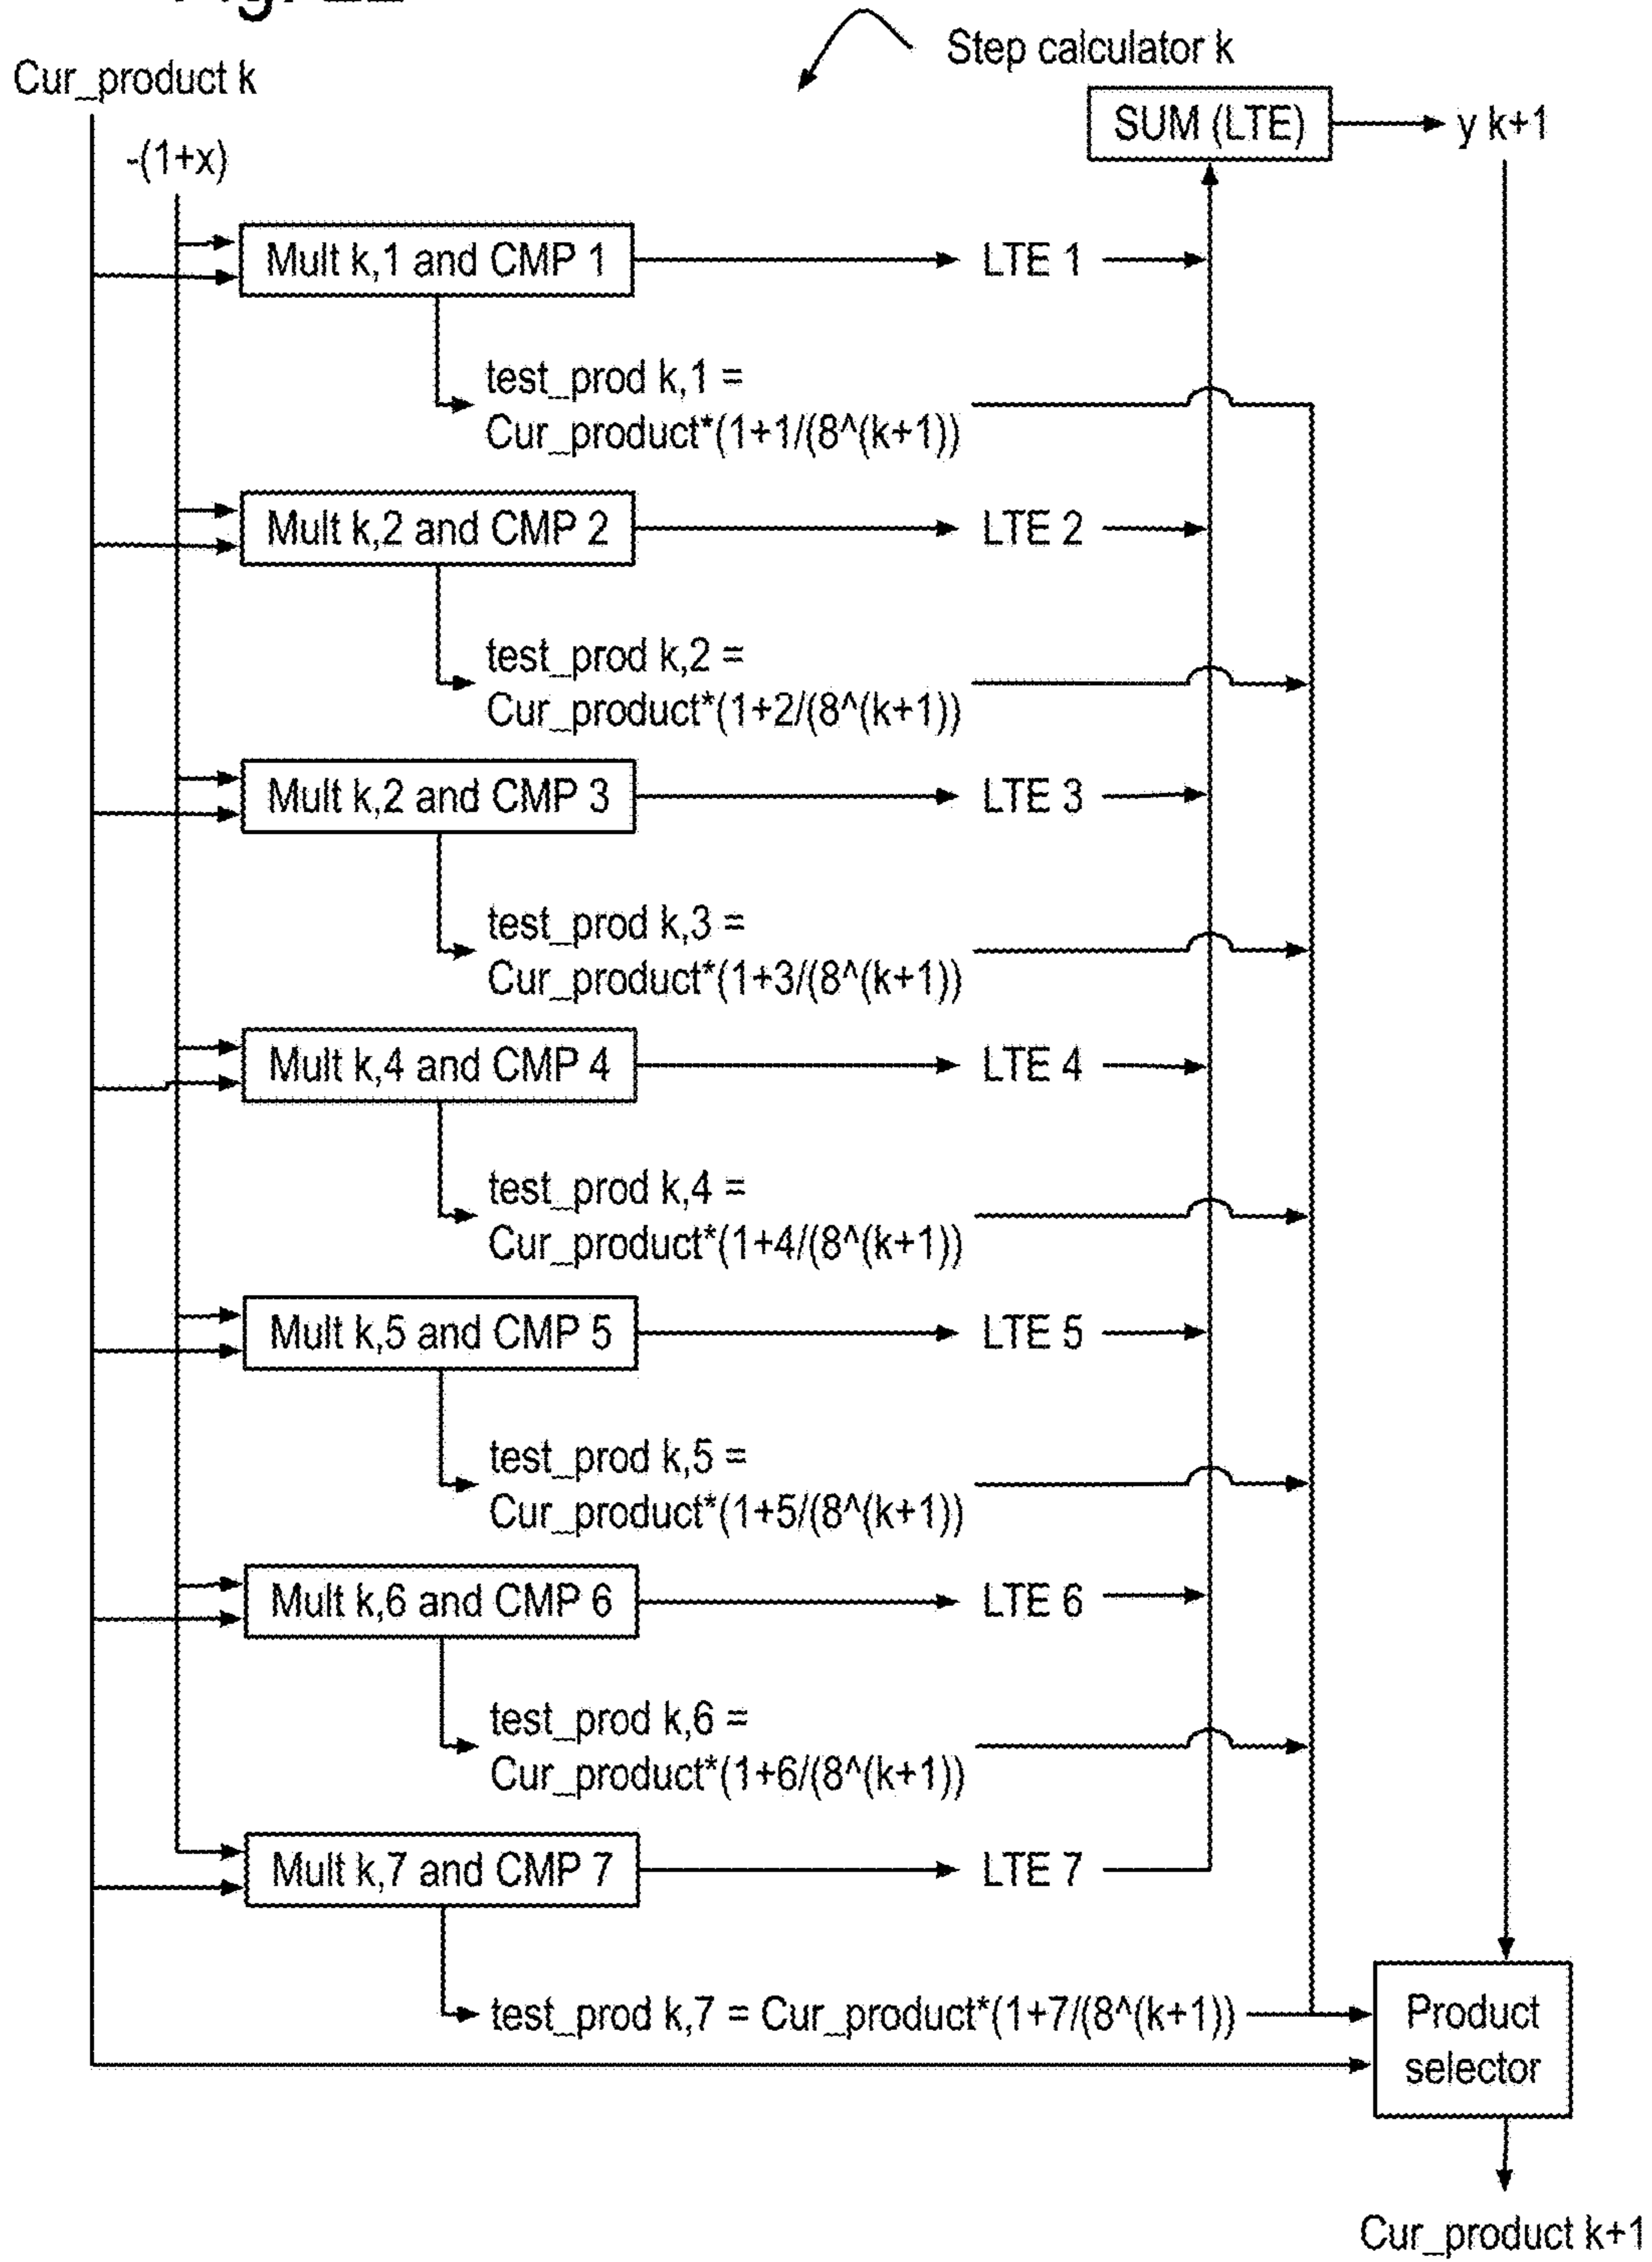 Step calculator k
Cur_product k
SUM (LTE)
y k+1
-(1+x)
Mult k,1 and CMP 1
LTE 1
test_prod k,1 =
Cur_product*(1+1/(8^(k+1))
Mult k,2 and CMP 2
LTE 2
test_prod k,2 =
Cur_product*(1+2/(8^(k+1))
Mult k,2 and CMP 3
LTE 3
test_prod k,3 =
Cur_product*(1+3/(8^(k+1))
Mult k,4 and CMP 4
LTE 4
test_prod k,4 =
Cur_product*(1+4/(8^(k+1))
Mult k,5 and CMP 5
LTE 5
test_prod k,5 =
Cur_product*(1+5/(8^(k+1))
Mult k,6 and CMP 6
LTE 6
test_prod k,6 =
Cur_product*(1+6/(8^(k+1))
Mult k,7 and CMP 7
LTE 7
test_prod k,7 = Cur_product*(1+7/(8^(k+1))
Product
selector
Cur_product k+1